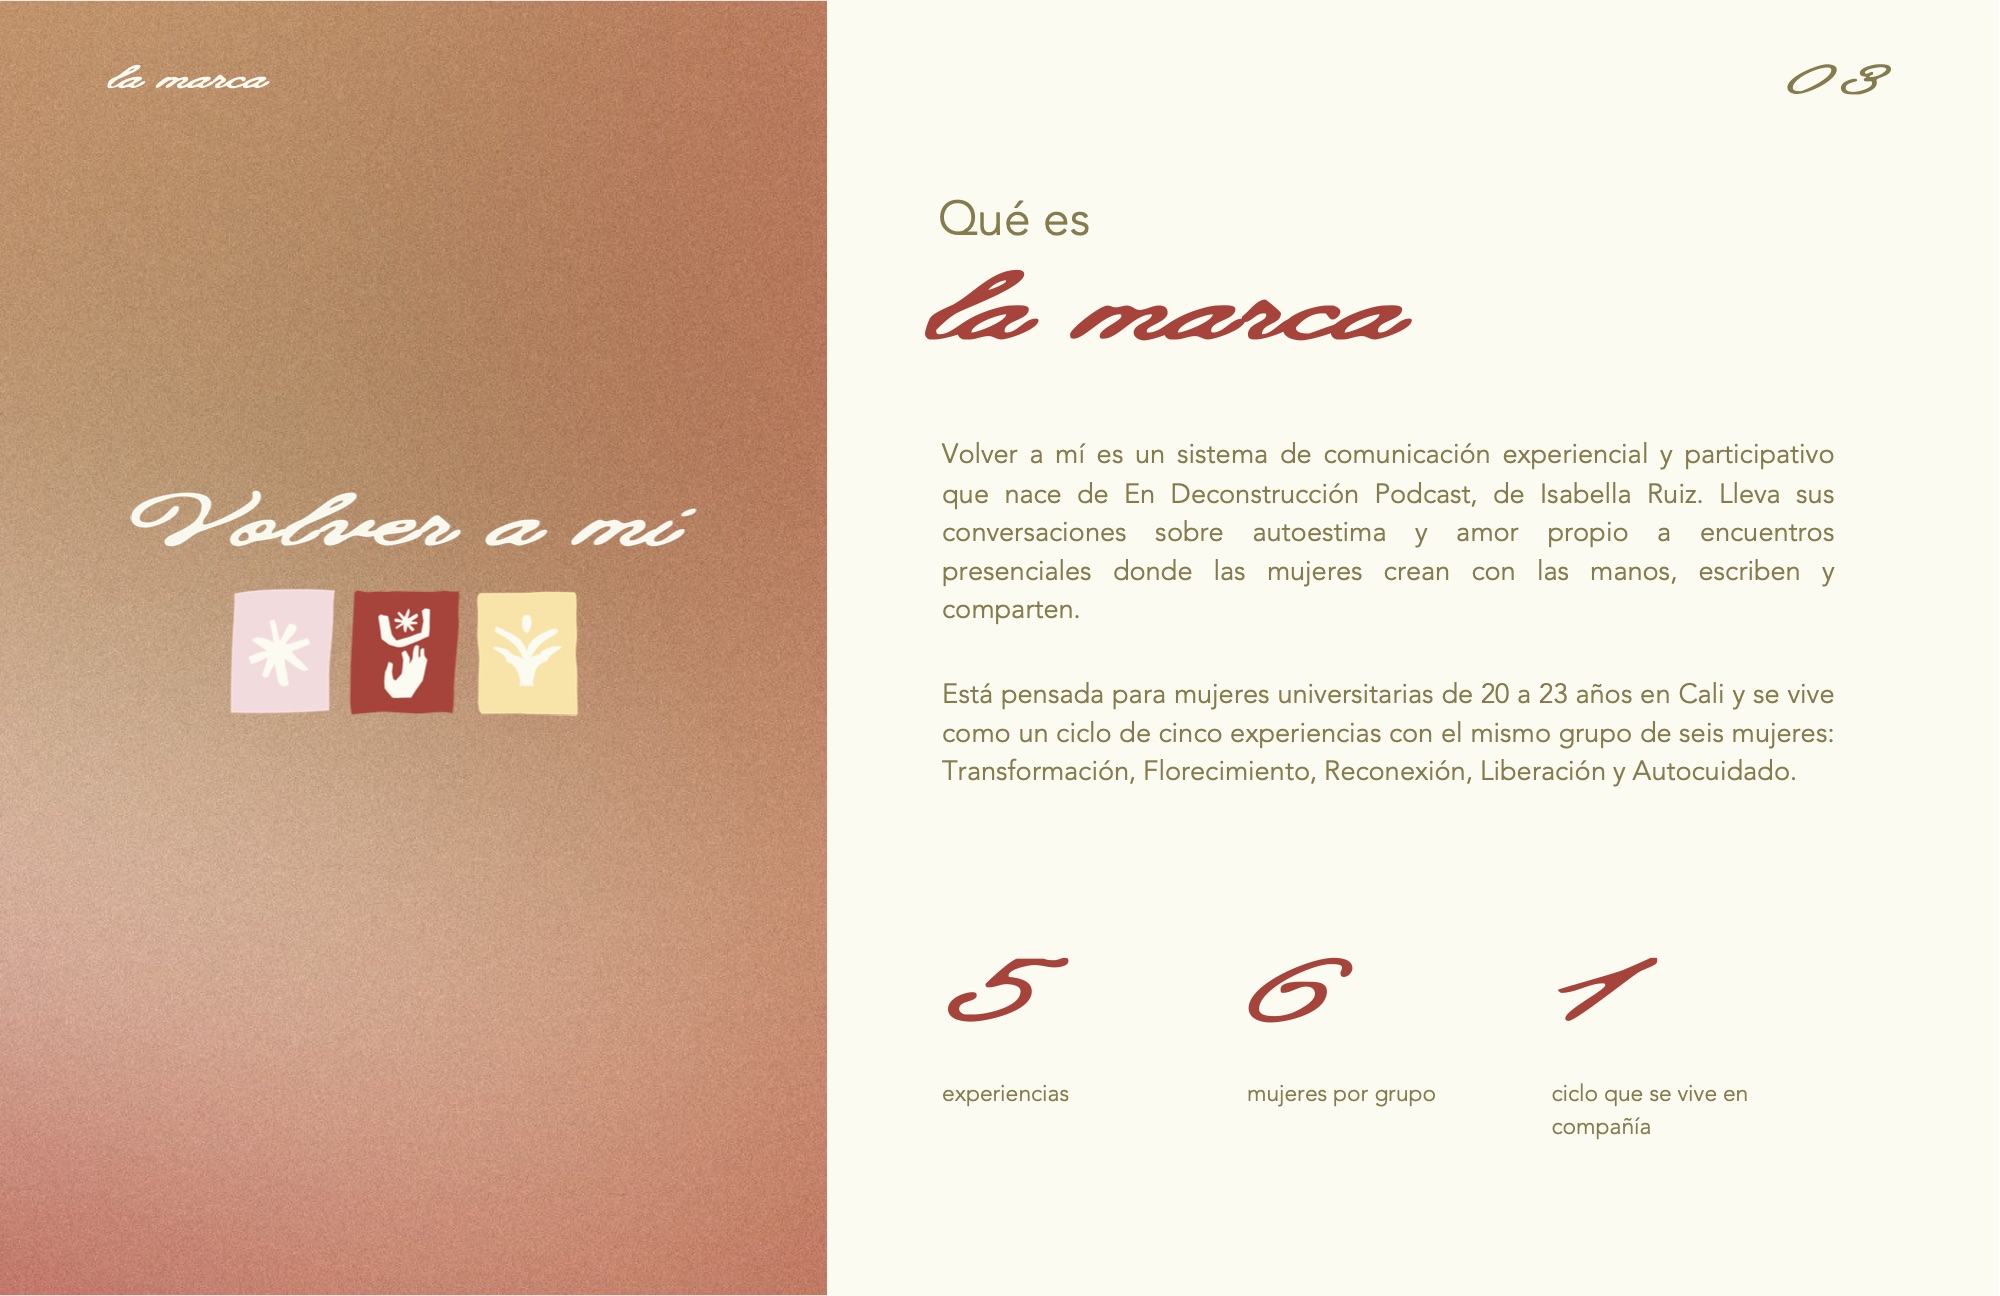 la marca
03
Volver a mí
Qué es
la marca
Volver a mí es un sistema de comunicación experiencial y participativo
que nace de En Deconstrucción Podcast, de Isabella Ruiz. Lleva sus
conversaciones sobre autoestima y amor propio a encuentros
presenciales donde las mujeres crean con las manos, escriben y
comparten.
Está pensada para mujeres universitarias de 20 a 23 años en Cali y se vive
como un ciclo de cinco experiencias con el mismo grupo de seis mujeres:
Transformación, Florecimiento, Reconexión, Liberación y Autocuidado.
5
experiencias
6
mujeres por grupo
1
ciclo que se vive en
compañía